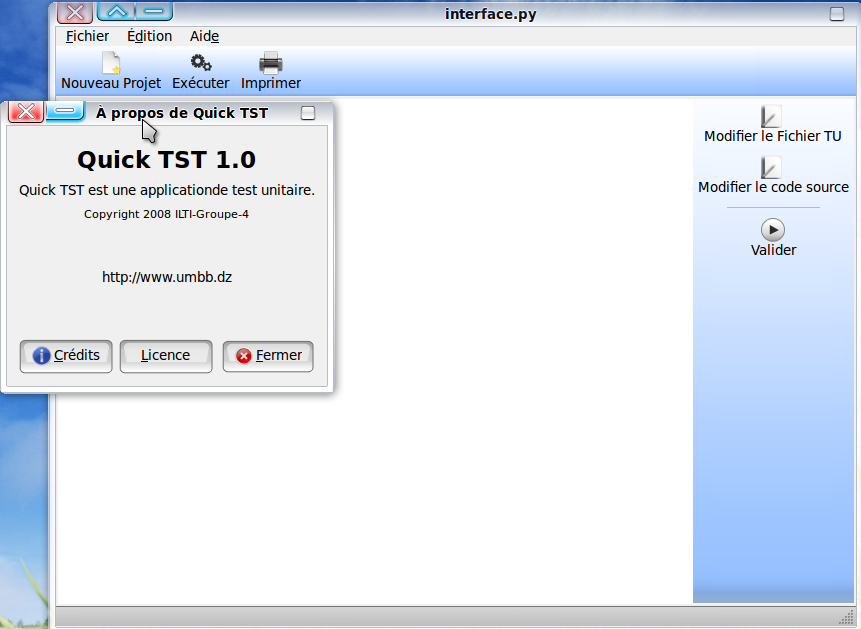 interface.py
Fichier Édition Aide
Nouveau Projet Exécuter Imprimer
À propos de Quick TST
Quick TST 1.0
Quick TST est une applicationde test unitaire.
Copyright 2008 ILTI-Groupe-4
http://www.umbb.dz
Crédits Licence Fermer
Modifier le Fichier TU
Modifier le code source
Valider